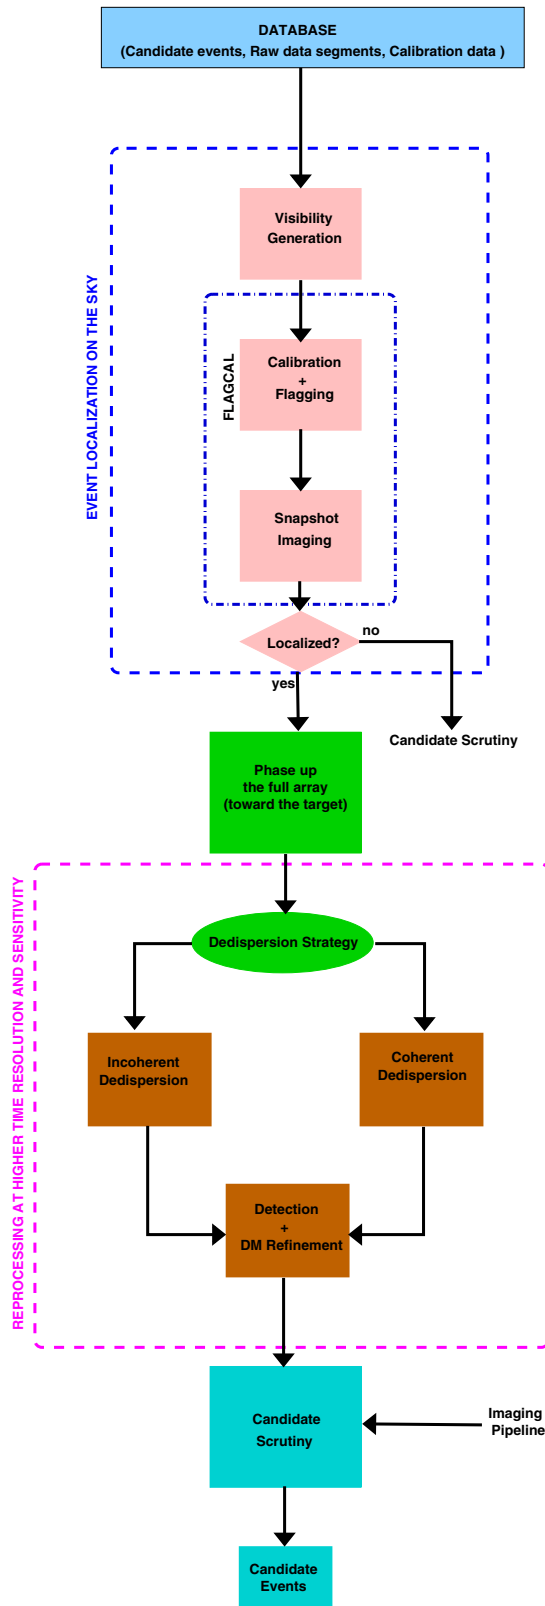 DATABASE
(Candidate events, Raw data segments, Calibration data )
Visibility
Generation
EVENT LOCALIZATION ON THE SKY
FLAGCAL
Calibration
+
Flagging
Snapshot
Imaging
Localized?
no
yes
Candidate Scrutiny
Phase up
the full array
(toward the target)
REPROCESSING AT HIGHER TIME RESOLUTION AND SENSITIVITY
Dedispersion Strategy
Incoherent
Dedispersion
Coherent
Dedispersion
Detection
+
DM Refinement
Candidate
Scrutiny
Imaging
Pipeline
Candidate
Events